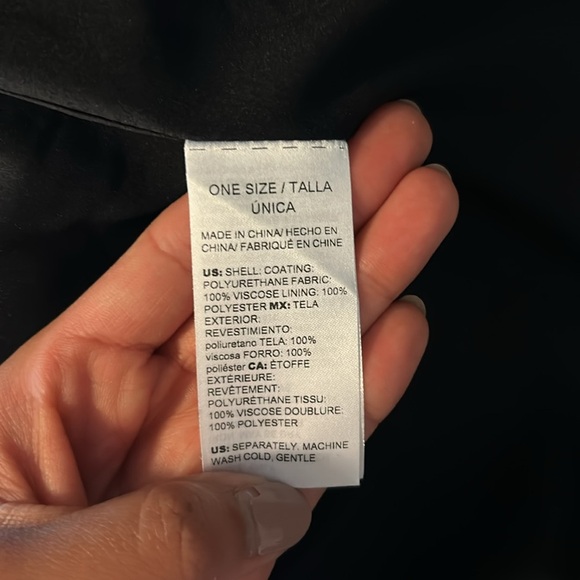 ONE SIZE / TALLA
ÚNICA
MADE IN CHINA/ HECHO EN
CHINA/ FABRIQUÉ EN CHINE
US: SHELL: COATING:
POLYURETHANE FABRIC:
100% VISCOSE LINING: 100%
POLYESTER MX: TELA
EXTERIOR:
REVESTIMIENTO:
poliuretano TELA: 100%
viscosa FORRO: 100%
poliéster CA: ÉTOFFE
EXTÉRIEURE:
REVÊTEMENT:
POLYURÉTHANE TISSU:
100% VISCOSE DOUBLURE:
100% POLYESTER
US: SEPARATELY, MACHINE
WASH COLD, GENTLE